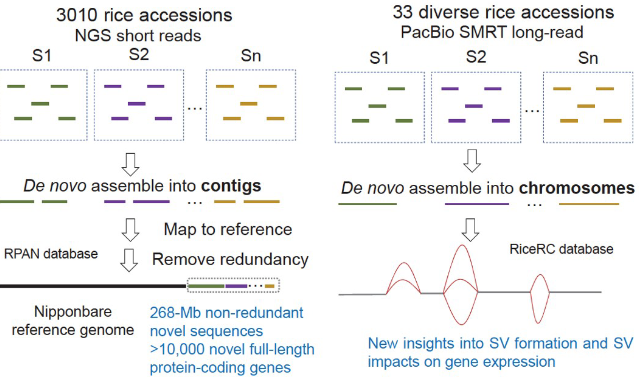 3010 rice accessions
NGS short reads
S1 S2 Sn
...
De novo assemble into contigs
...
Map to reference
RPAN database
Remove redundancy
...
Nipponbare
reference genome
268-Mb non-redundant
novel sequences
>10,000 novel full-length
protein-coding genes
33 diverse rice accessions
PacBio SMRT long-read
S1 S2 Sn
...
De novo assemble into chromosomes
...
RiceRC database
New insights into SV formation and SV
impacts on gene expression